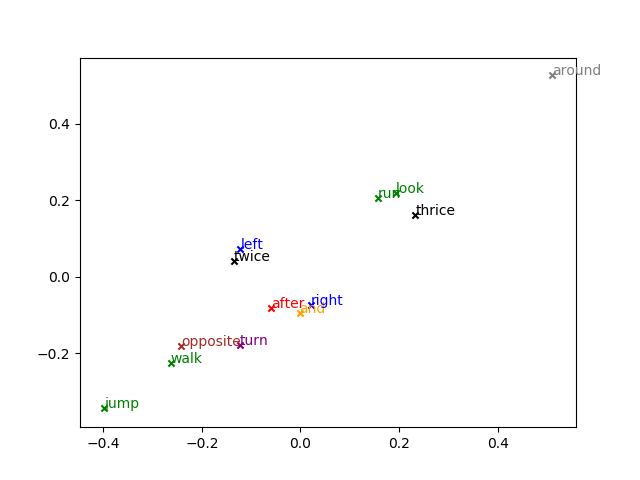 around
0.4
look
run
0.2
thrice
left
twice
0.0
right
after
and
turn
opposite
−0.2
walk
jump
−0.4 −0.2 0.0 0.2 0.4